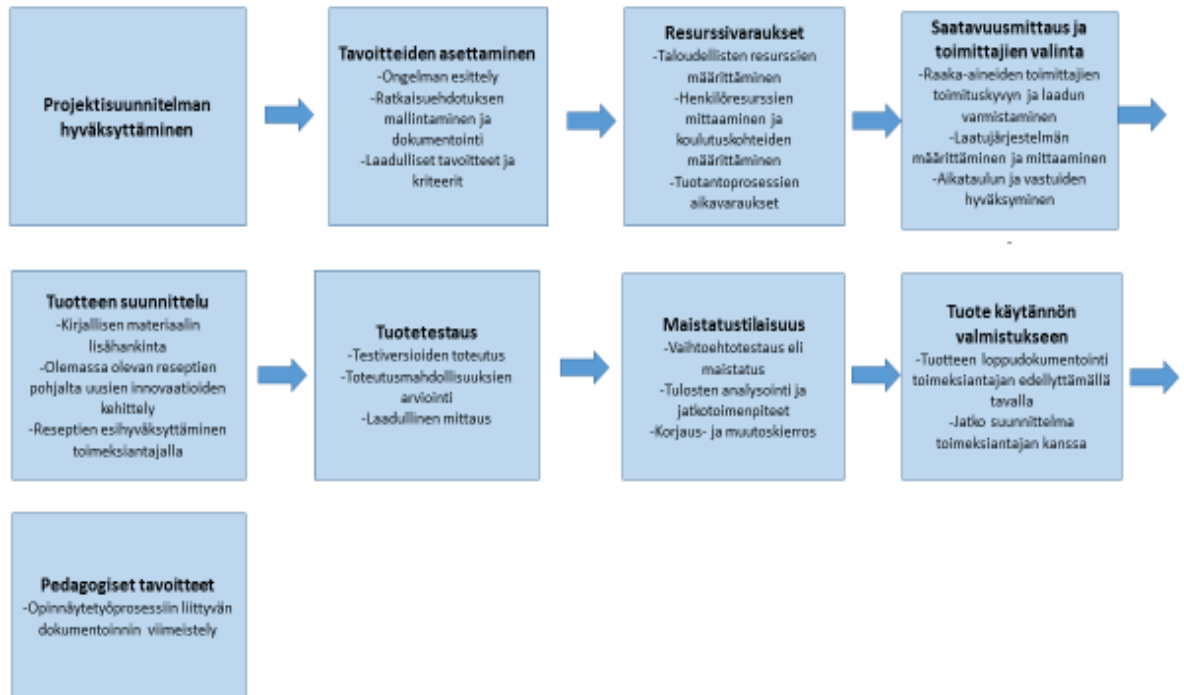 Projektisuunnitelman
hyväksyttäminen
Tavoitteiden asettaminen
-Ongelman esittely
-Ratkaisuehdotuksen
mallintaminen ja
dokumentointi
-Laadulliset tavoitteet ja
kriteerit
Resurssivaraukset
-Taloudellisten resurssien
määrittäminen
-Henkilöresurssien
mittaaminen ja
koulutuskohteiden
määrittäminen
-Tuotantoprosessien
aikavaraukset
Saatavuusmittaus ja
toimittajien valinta
-Raaka-aineiden toimittajien
toimituskyvyn ja laadun
varmistaminen
-Laatujärjestelmän
määrittäminen ja mittaaminen
-Aikataulun ja vastuiden
hyväksyminen
-
Tuotteen suunnittelu
-Kirjallisen materiaalin
lisähankinta
-Olemassa olevan reseptien
pohjalta uusien innovaatioiden
kehittely
-Reseptien esihyväksyttäminen
toimeksiantajalla
Tuotetestaus
-Testiversioiden toteutus
-Toteutusmahdollisuuksien
arviointi
-Laadullinen mittaus
Maistatustilaisuus
-Vaihtoehtotestaus eli
maistatus
-Tulosten analysointi ja
jatkotoimenpiteet
-Korjaus- ja muutoskierros
Tuote käytännön
valmistukseen
-Tuotteen loppudokumentointi
toimeksiantajan edellyttämällä
tavalla
-Jatko suunnittelma
toimeksiantajan kanssa
Pedagogiset tavoitteet
-Opinnäytetyöprosessiin liittyvän
dokumentoinnin viimeistely